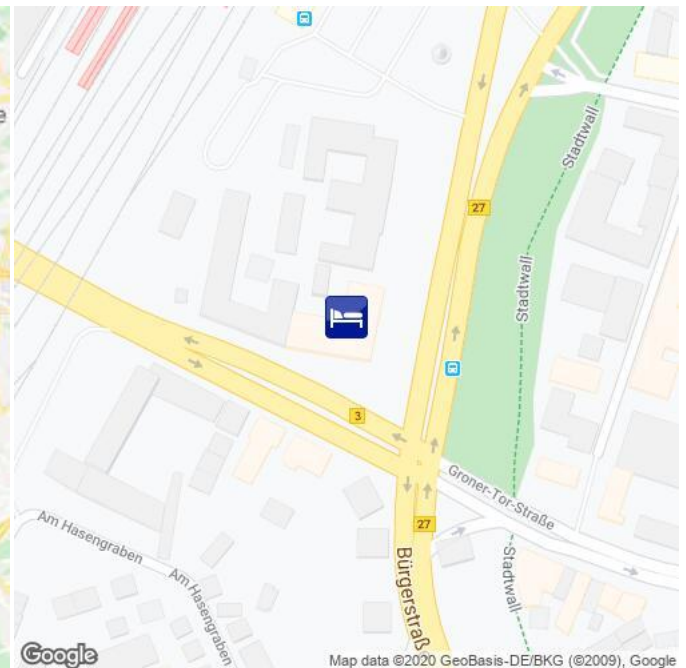 e
Stadtwall
27
Stadtwall
3
Groner-Tor-Straße
27
Am Hasengraben
Am Hasengraben
Bürgerstraß
Stadtwall
Google
Map data ©2020 GeoBasis-DE/BKG (©2009), Google